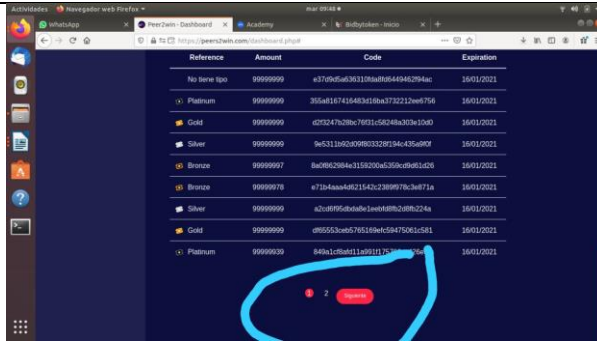 Actividades Navegador web Firefox mar 09:48
WhatsApp Peer2win - Dashboard Academy Bidbytoken - Inicio
https://peers2win.com/dashboard.php#
Reference Amount Code Expiration
No tiene tipo 99999999 16/01/2021
Platinum 99999999 355a8167416483d16ba3732212ee6756 16/01/2021
Gold 99999999 d2f3247b28bc76f31c58248a303e10d0 16/01/2021
Silver 99999999 9e5311b92d09f803328f194c435a9f0f 16/01/2021
Bronze 99999997 8a0f862984e3159200a5359cd9d61d26 16/01/2021
Bronze 99999978 e71b4aaa4d621542c2389f978c3e871a 16/01/2021
Silver 99999999 a2cd6f95dbda8e1eebfd8fb2d8fb224a 16/01/2021
Gold 99999999 df65553ceb5765169efc59475061c581 16/01/2021
Platinum 99999939 16/01/2021
1 2 Siguiente